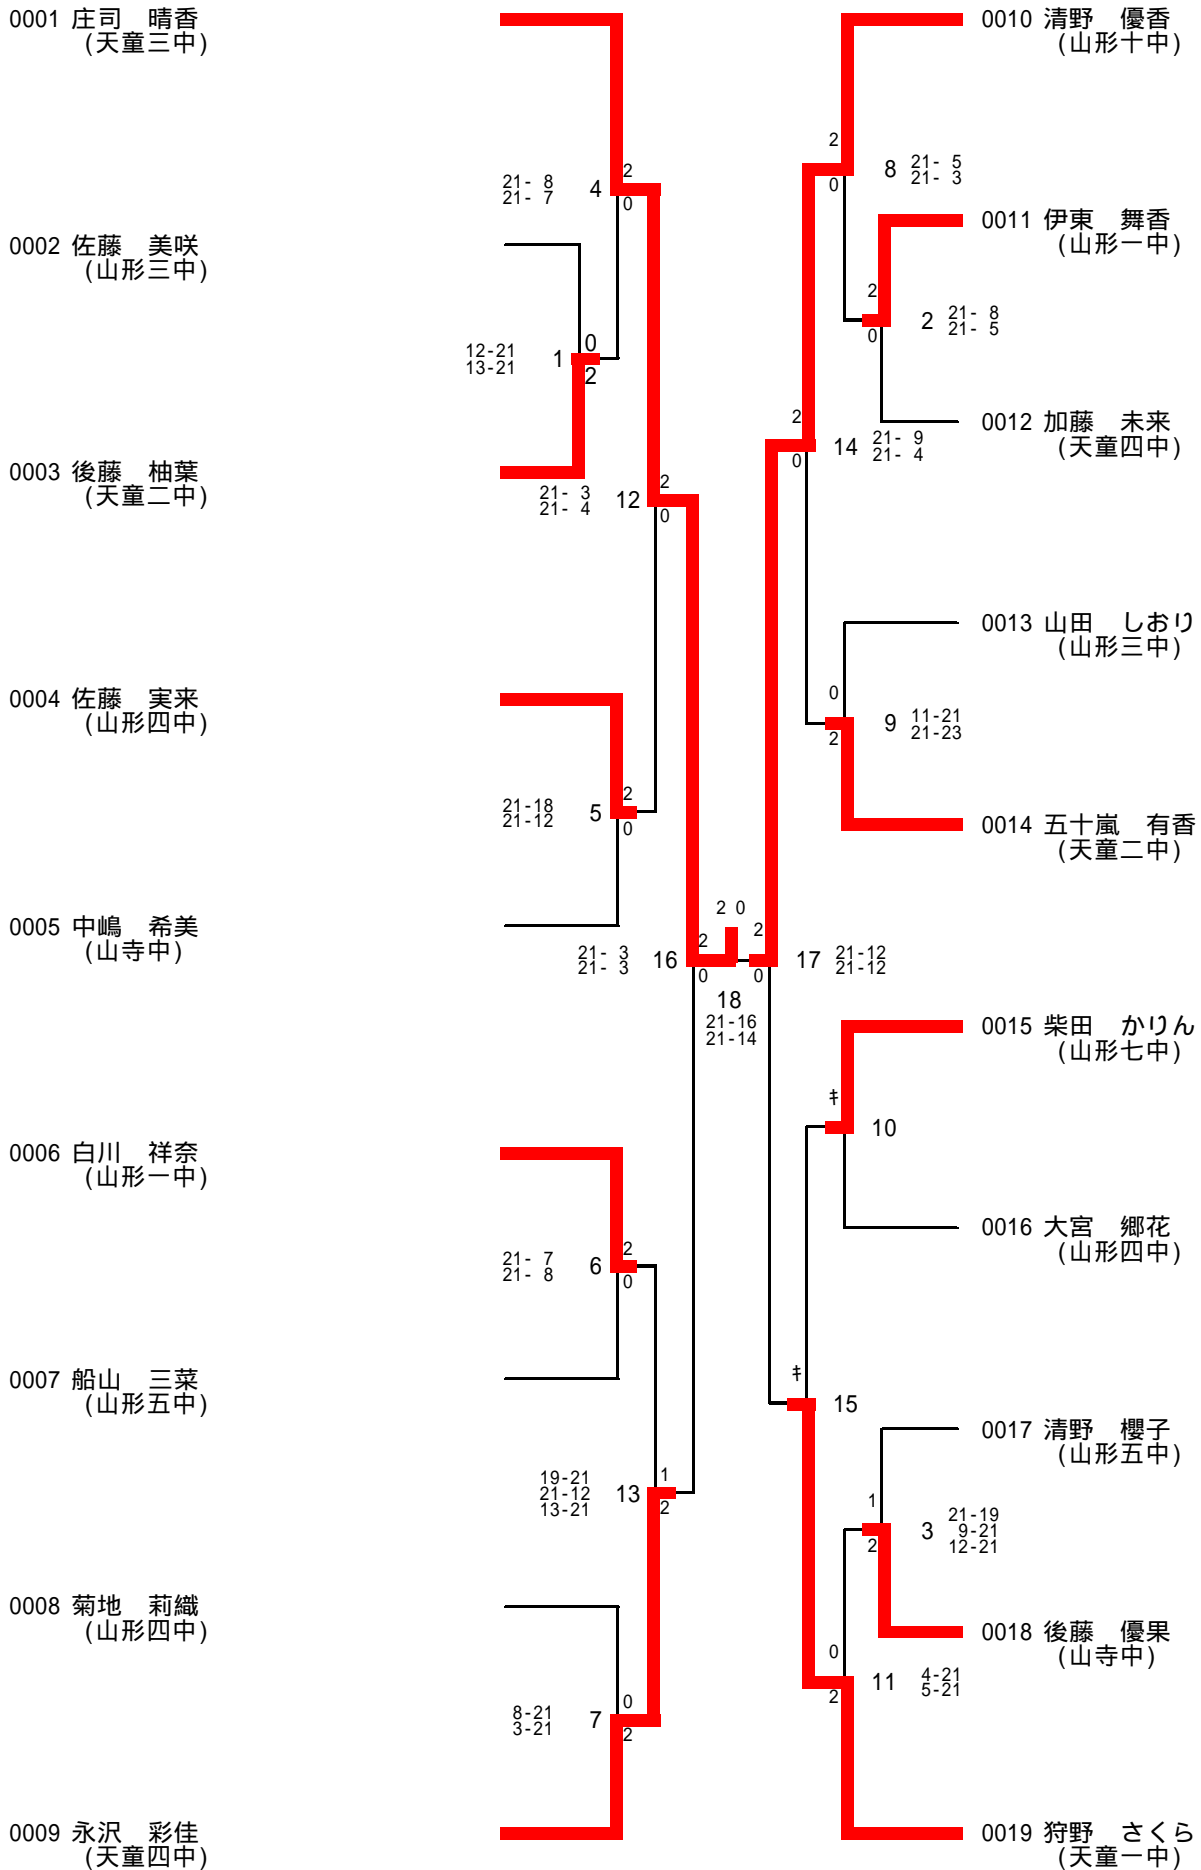 0001 庄司　晴香
(天童三中)
21- 8
21- 7
4
2
0
0002 佐藤　美咲
(山形三中)
12-21
13-21
1
0
2
0003 後藤　柚葉
(天童二中)
21- 3
21- 4
12
2
0
0004 佐藤　実来
(山形四中)
21-18
21-12
5
2
0
0005 中嶋　希美
(山寺中)
21- 3
21- 3
16
2
0
2 0
18
21-16
21-14
0006 白川　祥奈
(山形一中)
21- 7
21- 8
6
2
0
0007 船山　三菜
(山形五中)
19-21
21-12
13-21
13
1
2
0008 菊地　莉織
(山形四中)
8-21
3-21
7
0
2
0009 永沢　彩佳
(天童四中)
0010 清野　優香
(山形十中)
2
0
8
21- 5
21- 3
0011 伊東　舞香
(山形一中)
2
0
2
21- 8
21- 5
0012 加藤　未来
(天童四中)
2
0
14
21- 9
21- 4
0013 山田　しおり
(山形三中)
0
2
9
11-21
21-23
0014 五十嵐　有香
(天童二中)
2
0
17
21-12
21-12
0015 柴田　かりん
(山形七中)
ｷ
10
0016 大宮　郷花
(山形四中)
ｷ
15
0017 清野　櫻子
(山形五中)
1
2
3
21-19
9-21
12-21
0018 後藤　優果
(山寺中)
0
2
11
4-21
5-21
0019 狩野　さくら
(天童一中)